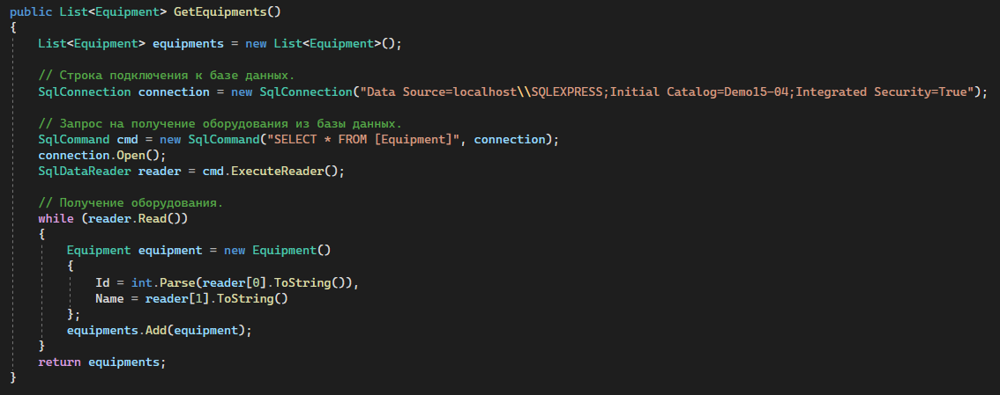 public List<Equipment> GetEquipments()
{
List<Equipment> equipments = new List<Equipment>();
// Строка подключения к базе данных.
SqlConnection connection = new SqlConnection("Data Source=localhost\\SQLEXPRESS;Initial Catalog=Demo15-04;Integrated Security=True");
// Запрос на получение оборудования из базы данных.
SqlCommand cmd = new SqlCommand("SELECT * FROM [Equipment]", connection);
connection.Open();
SqlDataReader reader = cmd.ExecuteReader();
// Получение оборудования.
while (reader.Read())
{
Equipment equipment = new Equipment()
{
Id = int.Parse(reader[0].ToString()),
Name = reader[1].ToString()
};
equipments.Add(equipment);
}
return equipments;
}